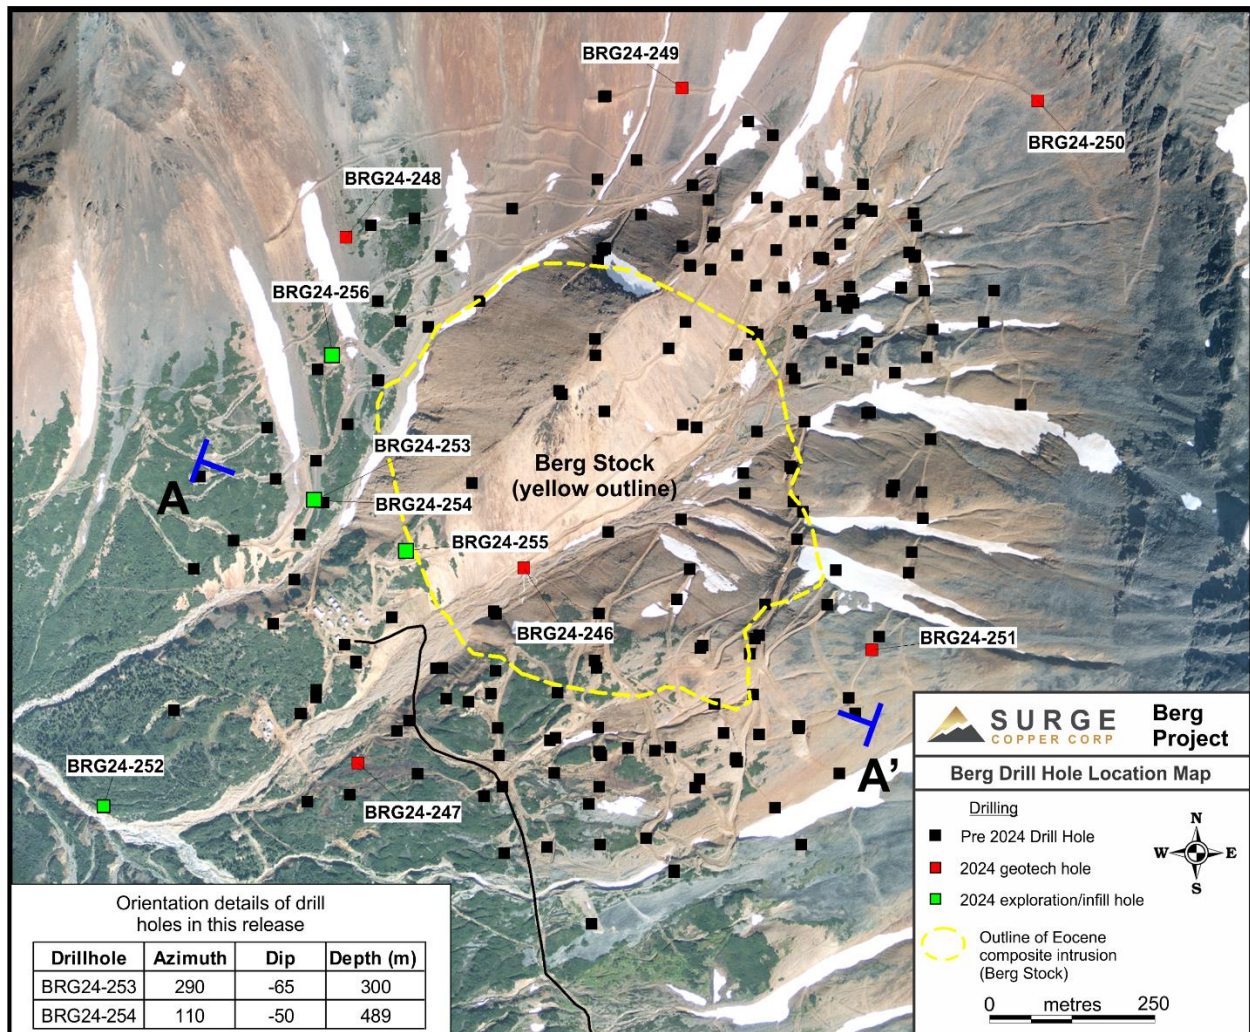 BRG24-249
BRG24-250
BRG24-248
BRG24-256
BRG24-253
Berg Stock
(yellow outline)
A
BRG24-254
BRG24-255
BRG24-246
BRG24-251
BRG24-252
BRG24-247
A'
SURGE
COPPER CORP
Berg
Project
Berg Drill Hole Location Map
Drilling
Pre 2024 Drill Hole
2024 geotech hole
2024 exploration/infill hole
N
W E
S
Outline of Eocene
composite intrusion
(Berg Stock)
0 metres 250
Orientation details of drill
holes in this release
Drillhole Azimuth Dip Depth (m)
BRG24-253 290 -65 300
BRG24-254 110 -50 489